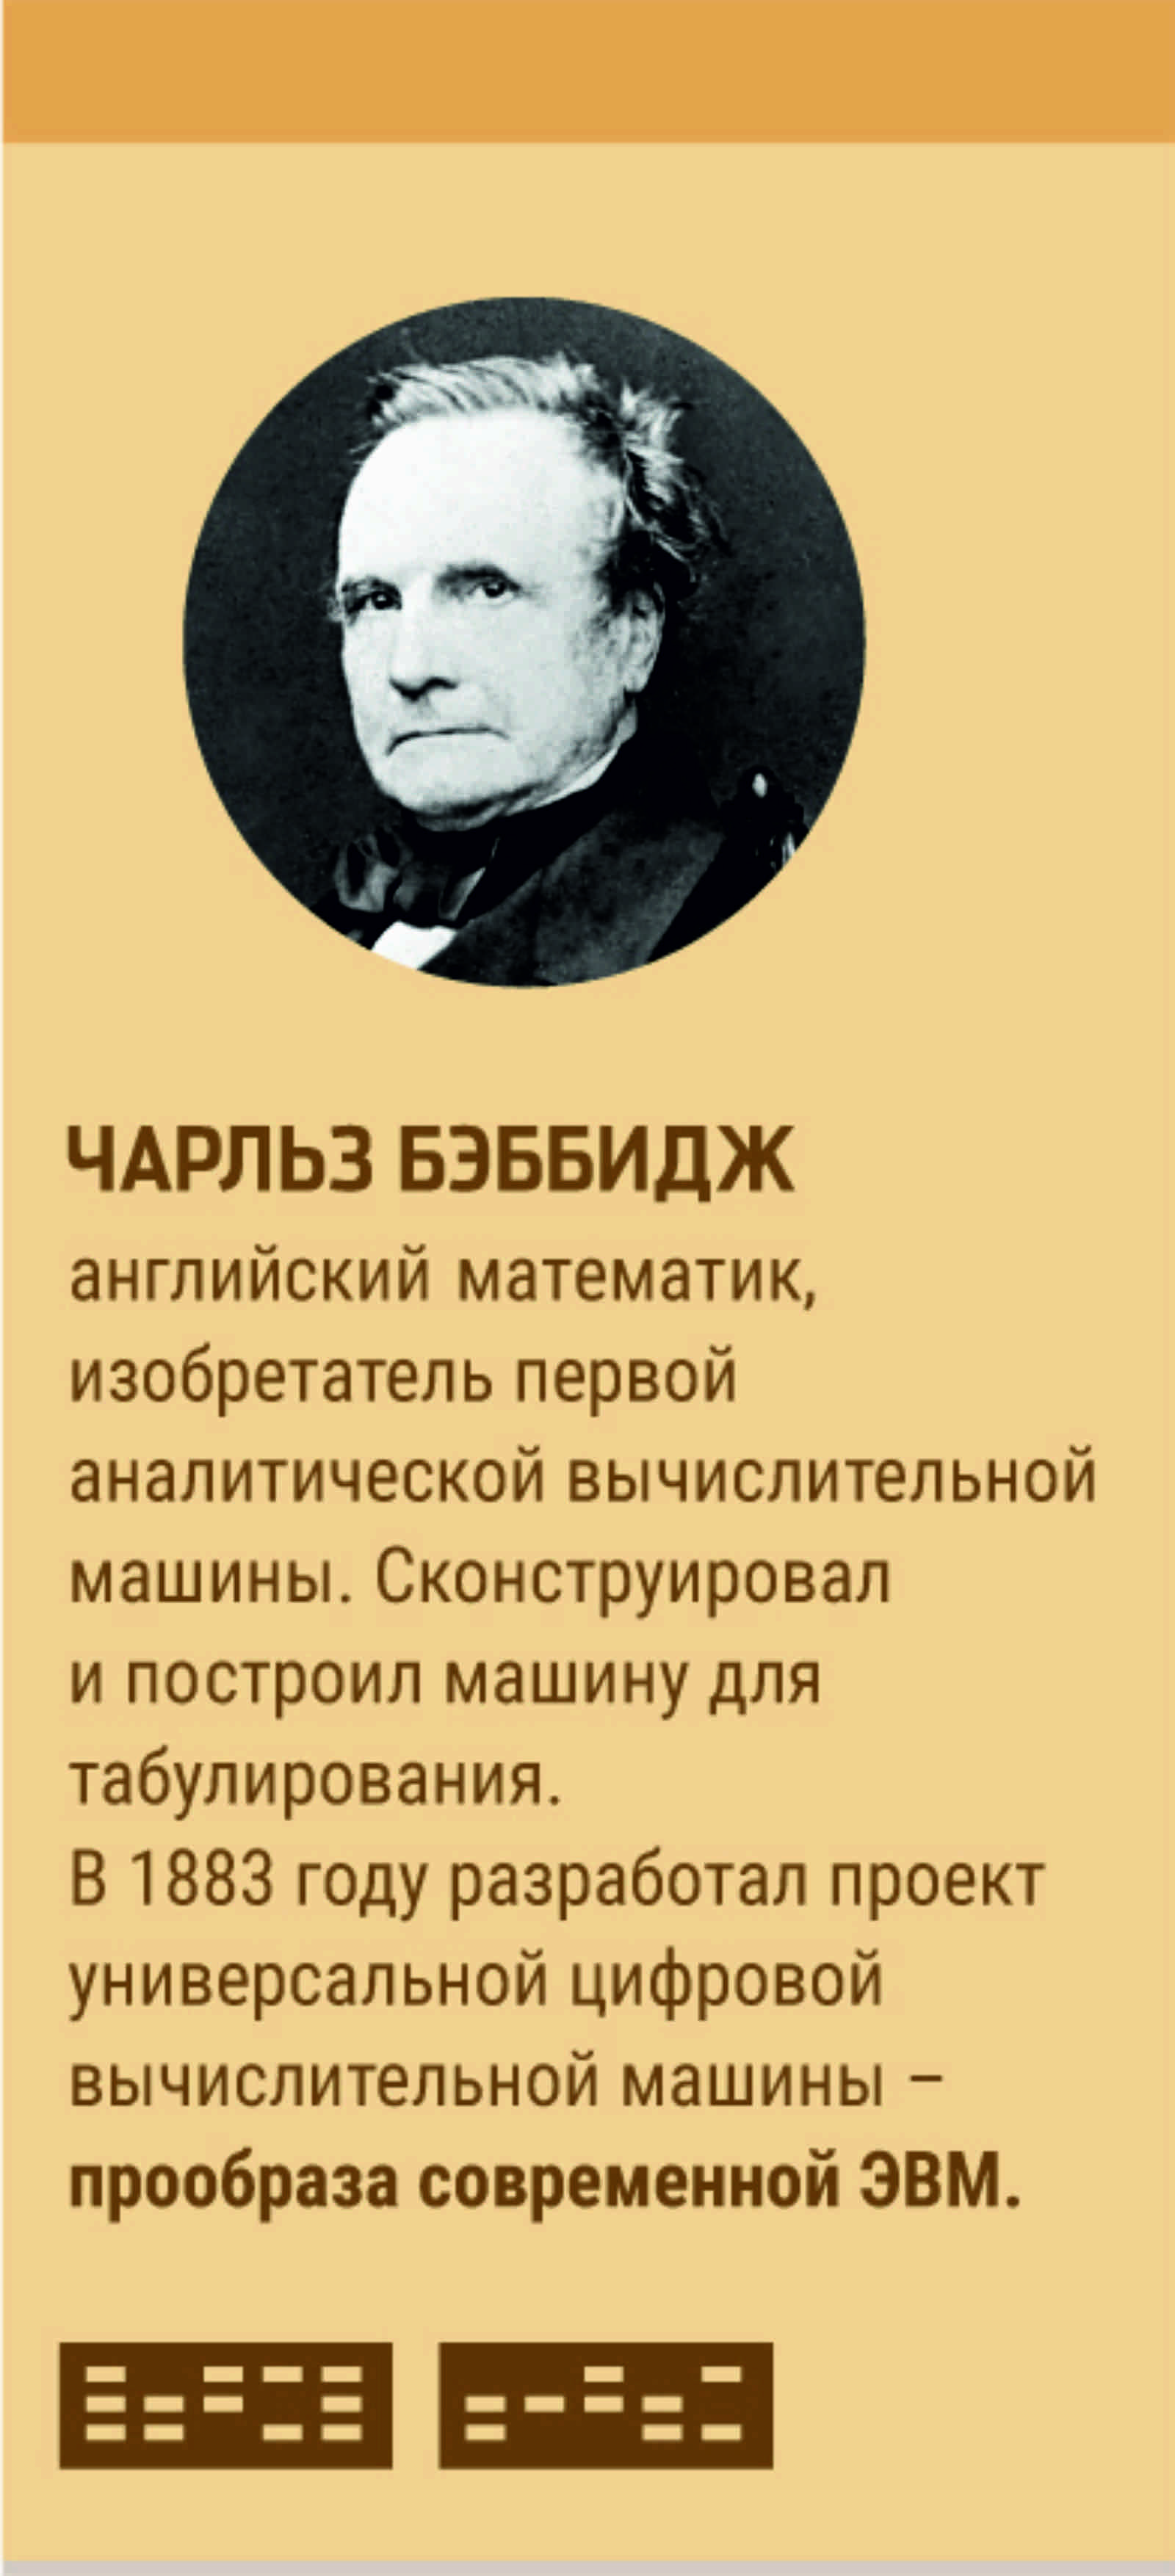 ЧАРЛЬЗ БЭББИДЖ
английский математик,
изобретатель первой
аналитической вычислительной
машины. Сконструировал
и построил машину для
табулирования.
В 1883 году разработал проект
универсальной цифровой
вычислительной машины –
прообраза современной ЭВМ.